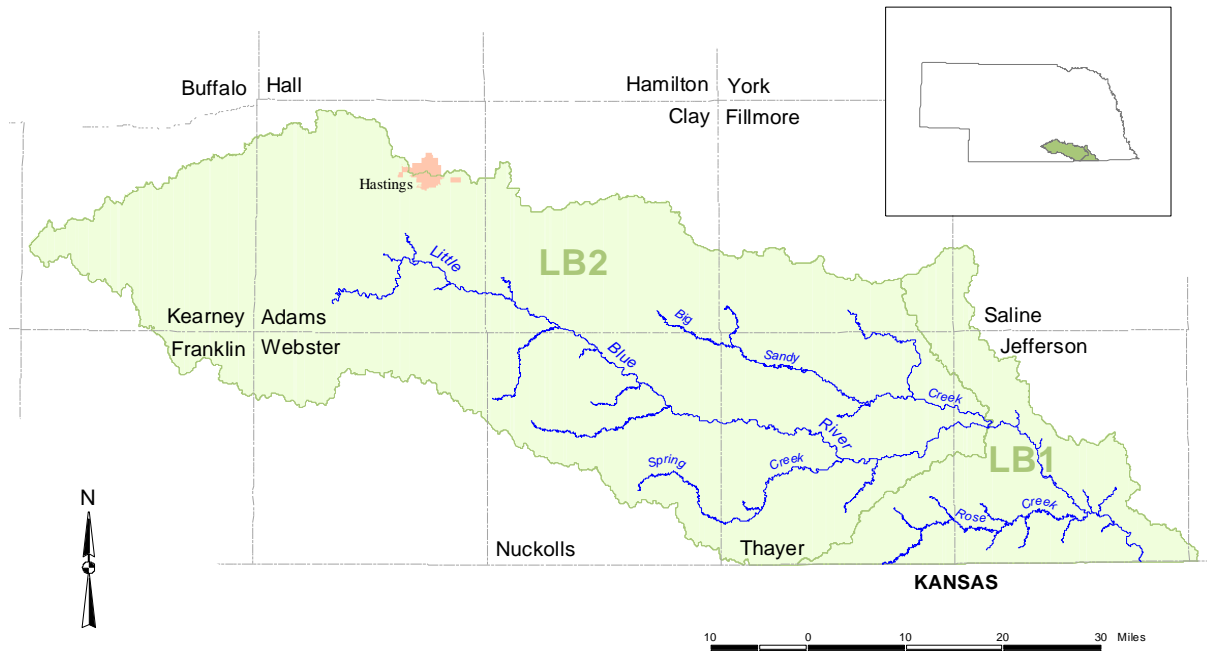 Buffalo
Hall
Hamilton
York
Clay
Fillmore
Hastings
Little
LB2
Kearney
Adams
Franklin
Webster
Big
Sandy
Creek
Saline
Jefferson
Blue
River
Spring
Creek
LB1
Rose
Creek
N
Nuckolls
Thayer
KANSAS
10 0 10 20 30 Miles